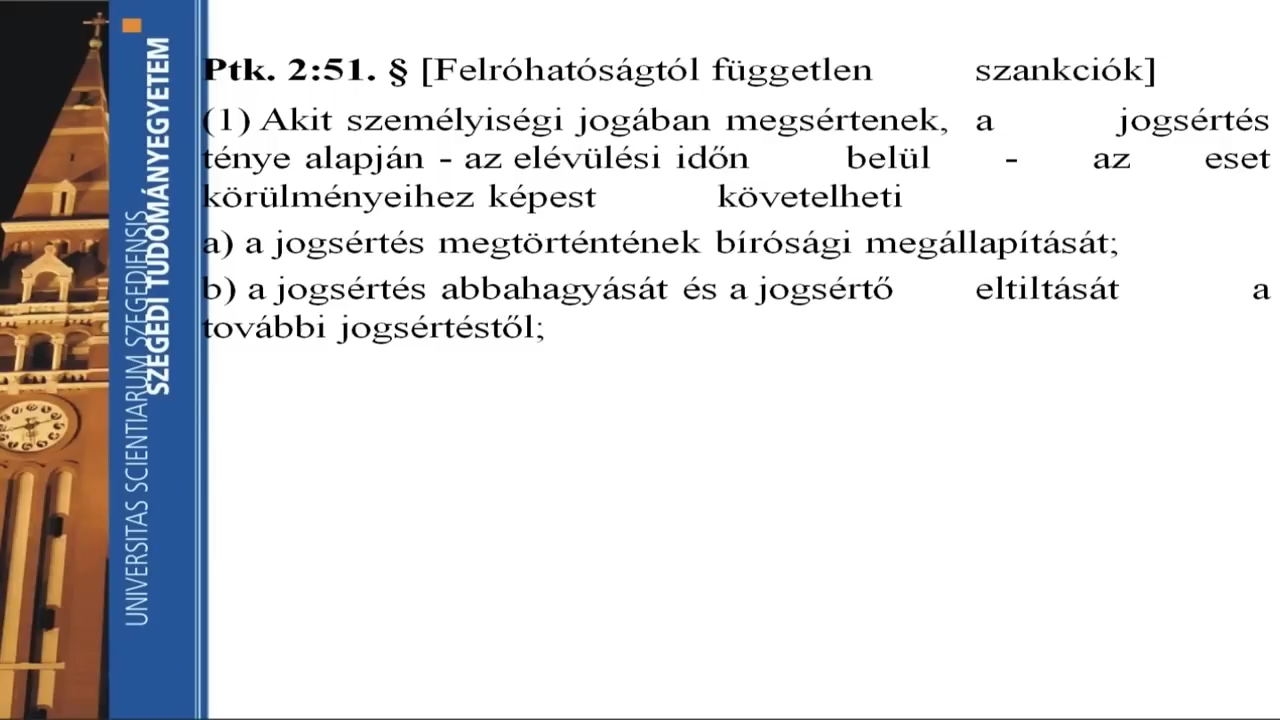 Ptk. 2:51. § [Felróhatóságtól független szankciók]
(1) Akit személyiségi jogában megsértenek, a jogsértés
ténye alapján - az elévülési időn belül - az eset
körülményeihez képest követelheti
a) a jogsértés megtörténtének bírósági megállapítását;
b) a jogsértés abbahagyását és a jogsértő eltiltását a
további jogsértéstől;
SZEGEDI TUDOMÁNYEGYETEM
UNIVERSITAS SCIENTIARUM SZEGEDIENSIS